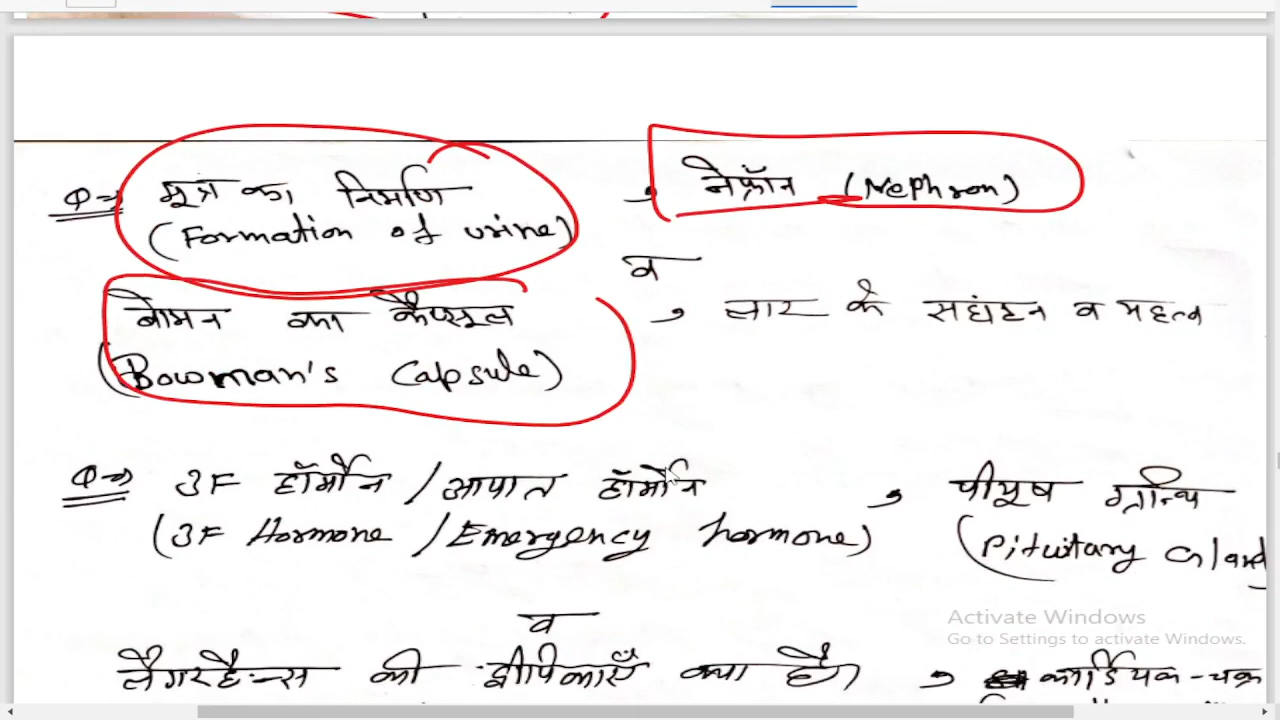 Q→ मूत्र का निर्माण , नेफ्रॉन (Nephron)
(Formation of urine)
व
बोमन का कैप्सूल , लार के संघटन व महत्व
(Bowman's Capsule)
Q→ 3F हॉर्मोन / आपात हॉर्मोन , पीयूष ग्रन्थि
(3F Hormone / Emergency hormone) (Pituitary Gland
व
लैंगरहैन्स की द्वीपिकाएँ क्या है। , कार्डियक-चक्र
Activate Windows
Go to Settings to activate Windows.